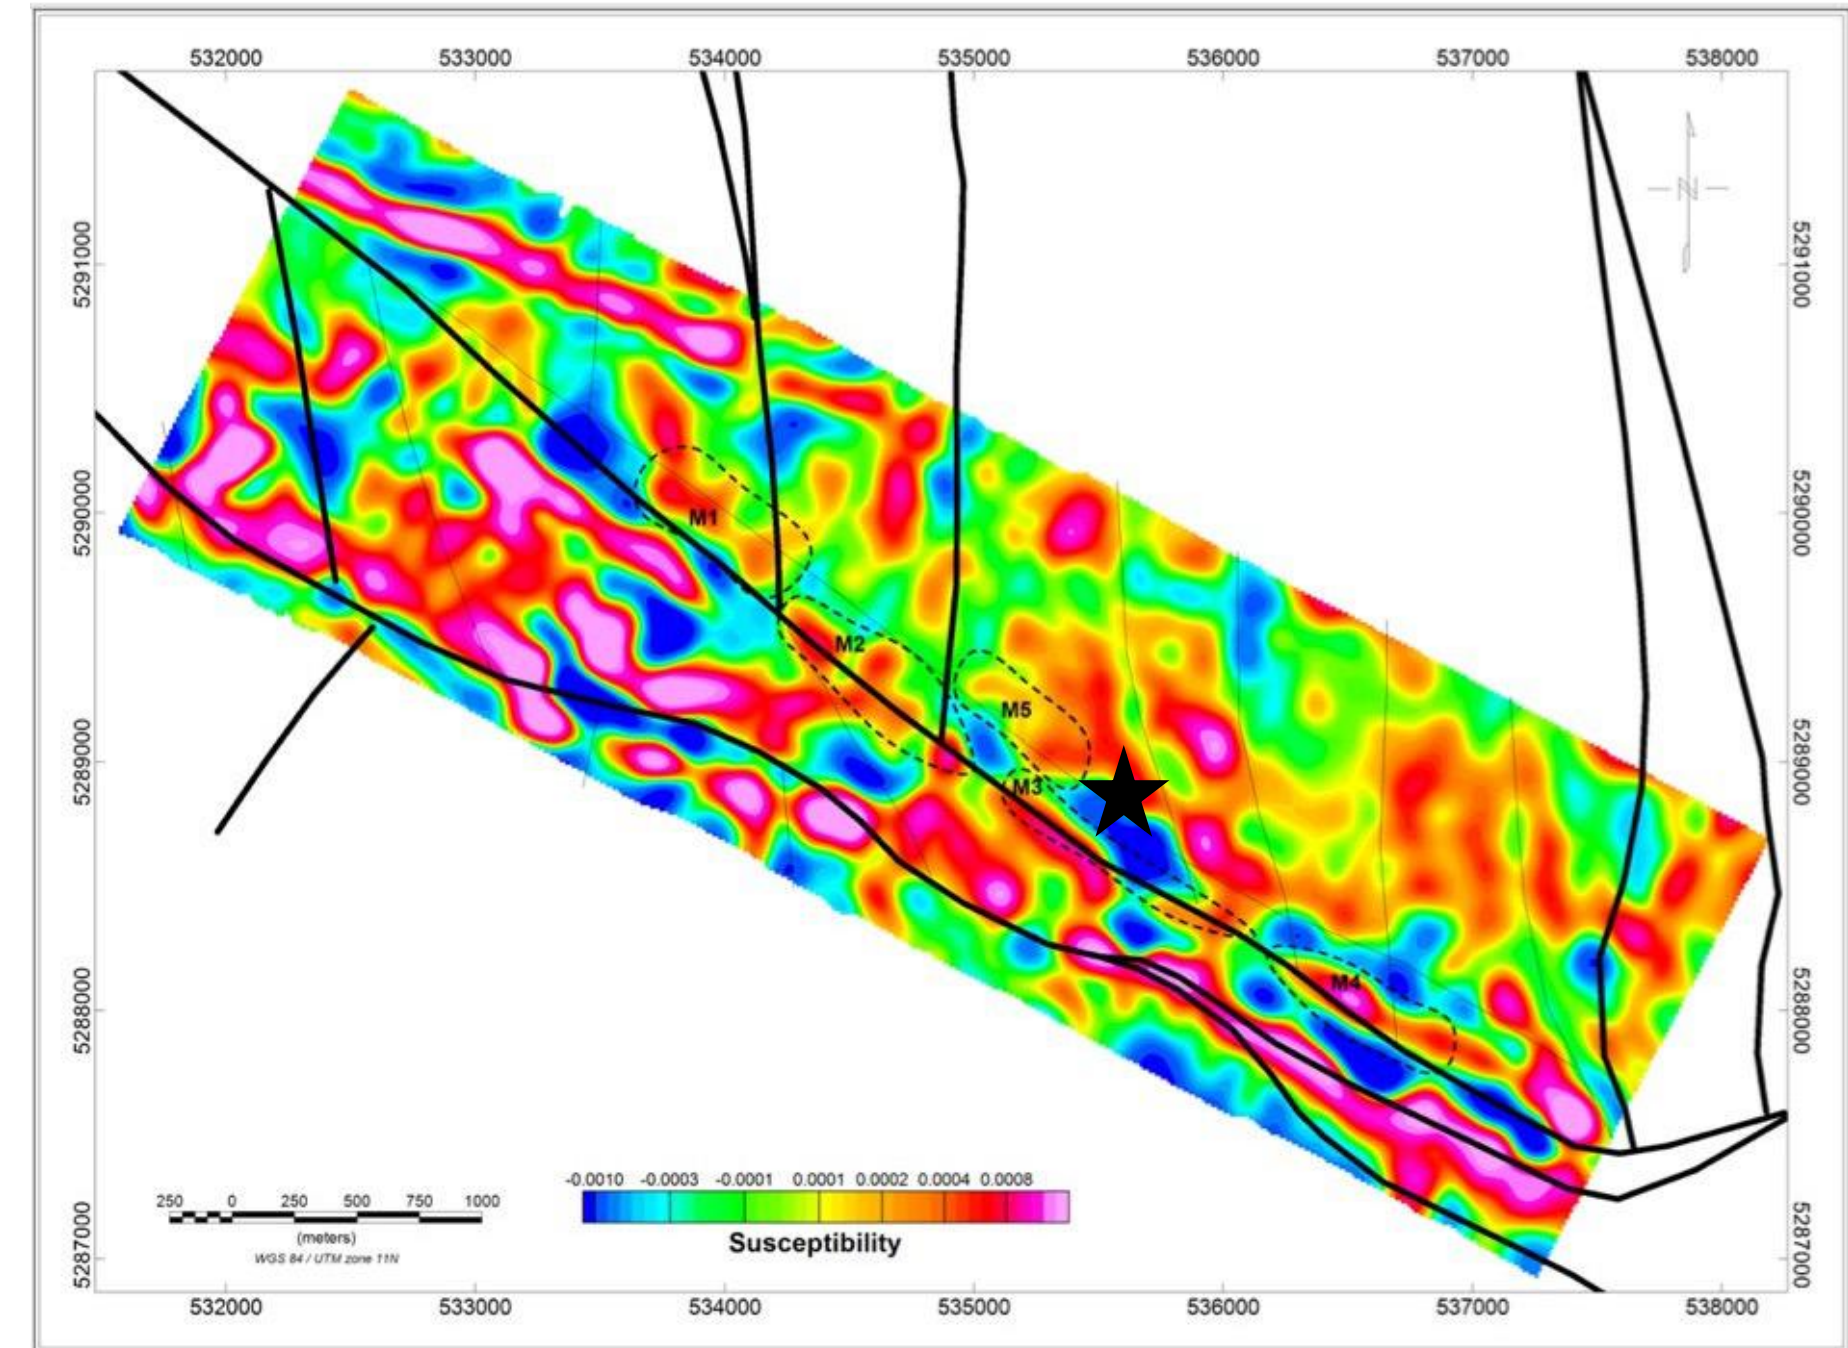 532000 533000 534000 535000 536000 537000 538000
N
5291000 5291000
5290000 5290000
M1
M2
M5
5289000 5289000
M3
M4
5288000 5288000
-0.0010 -0.0003 -0.0001 0.0001 0.0002 0.0004 0.0008
250 0 250 500 750 1000
(meters)
Susceptibility
WGS 84 / UTM zone 11N
5287000 5287000
532000 533000 534000 535000 536000 537000 538000